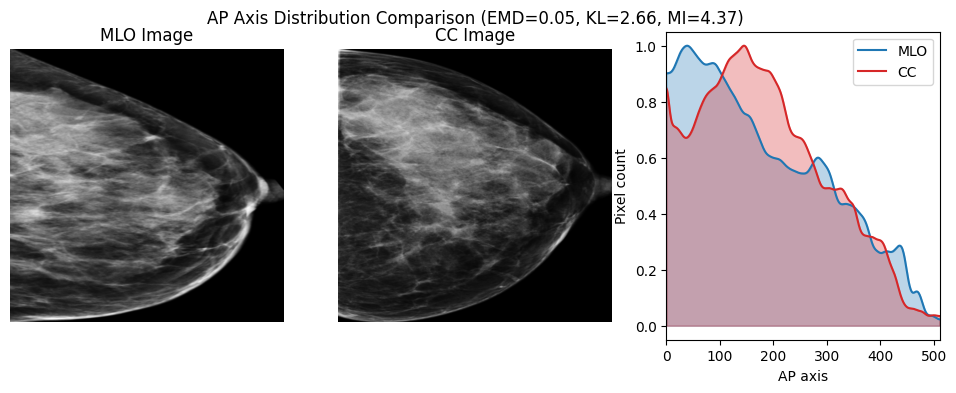 AP Axis Distribution Comparison (EMD=0.05, KL=2.66, MI=4.37)
MLO Image
CC Image
MLO
CC
Pixel count
1.0
0.8
0.6
0.4
0.2
0.0
0 100 200 300 400 500
AP axis